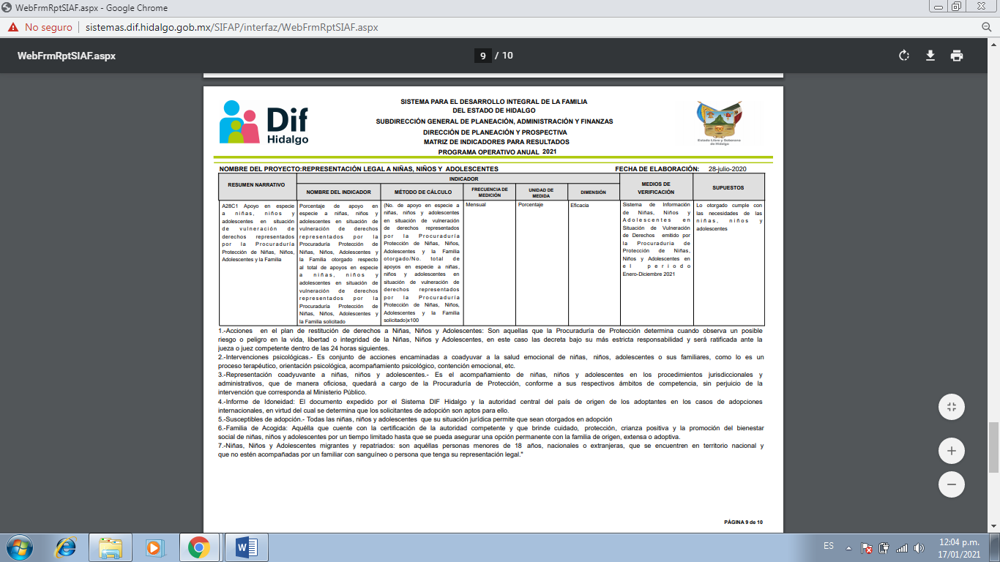 WebFrmRptSIAF.aspx - Google Chrome
No seguro | sistemas.dif.hidalgo.gob.mx/SIFAP/interfaz/WebFrmRptSIAF.aspx
WebFrmRptSIAF.aspx
9 / 10
Dif
Hidalgo
SISTEMA PARA EL DESARROLLO INTEGRAL DE LA FAMILIA
DEL ESTADO DE HIDALGO
SUBDIRECCIÓN GENERAL DE PLANEACIÓN, ADMINISTRACIÓN Y FINANZAS
DIRECCIÓN DE PLANEACIÓN Y PROSPECTIVA
MATRIZ DE INDICADORES PARA RESULTADOS
PROGRAMA OPERATIVO ANUAL 2021
Estado Libre y Soberano
de Hidalgo
NOMBRE DEL PROYECTO:REPRESENTACIÓN LEGAL A NIÑAS, NIÑOS Y ADOLESCENTES
FECHA DE ELABORACIÓN: 28-julio-2020
RESUMEN NARRATIVO
INDICADOR
NOMBRE DEL INDICADOR
MÉTODO DE CÁLCULO
FRECUENCIA DE
MEDICIÓN
UNIDAD DE
MEDIDA
DIMENSIÓN
MEDIOS DE
VERIFICACIÓN
SUPUESTOS
A28C1 Apoyo en especie
a niñas, niños y
adolescentes en situación
de vulneración de
derechos representados
por la Procuraduría
Protección de Niñas, Niños,
Adolescentes y la Familia
Porcentaje de apoyo en
especie a niñas, niños y
adolescentes en situación de
vulneración de derechos
representados por la
Procuraduría Protección de
Niñas, Niños, Adolescentes y
la Familia otorgado respecto
al total de apoyos en especie
a niñas, niños y
adolescentes en situación de
vulneración de derechos
representados por la
Procuraduría Protección de
Niñas, Niños, Adolescentes y
la Familia solicitado
(No. de apoyo en especie a
niñas, niños y adolescentes
en situación de vulneración
de derechos representados
por la Procuraduría
Protección de Niñas, Niños,
Adolescentes y la Familia
otorgado/No. total de
apoyos en especie a niñas,
niños y adolescentes en
situación de vulneración de
derechos representados
por la Procuraduría
Protección de Niñas, Niños,
Adolescentes y la Familia
solicitado)x100
Mensual
Porcentaje
Eficacia
Sistema de Información
de Niñas, Niños y
Adolescentes en
Situación de Vulneración
de Derechos emitido por
la Procuraduria de
Protección de Niñas,
Niños y Adolescentes en
el periodo
Enero-Diciembre 2021
Lo otorgado cumple con
las necesidades de las
niñas, niños y
adolescentes
1.-Acciones en el plan de restitución de derechos a Niñas, Niños y Adolescentes: Son aquellas que la Procuraduría de Protección determina cuando observa un posible
riesgo o peligro en la vida, libertad o integridad de la Niñas, Niños y Adolescentes, en este caso las decreta bajo su más estricta responsabilidad y será ratificada ante la
jueza o juez competente dentro de las 24 horas siguientes.
2.-Intervenciones psicológicas.- Es conjunto de acciones encaminadas a coadyuvar a la salud emocional de niñas, niños, adolescentes o sus familiares, como lo es un
proceso terapéutico, orientación psicológica, acompañamiento psicológico, contención emocional, etc.
3.-Representación coadyuvante a niñas, niños y adolescentes.- Es el acompañamiento de niñas, niños y adolescentes en los procedimientos jurisdiccionales y
administrativos, que de manera oficiosa, quedará a cargo de la Procuraduría de Protección, conforme a sus respectivos ámbitos de competencia, sin perjuicio de la
intervención que corresponda al Ministerio Público.
4.-Informe de Idoneidad: El documento expedido por el Sistema DIF Hidalgo y la autoridad central del país de origen de los adoptantes en los casos de adopciones
internacionales, en virtud del cual se determina que los solicitantes de adopción son aptos para ello.
5.-Susceptibles de adopción.- Todas las niñas, niños y adolescentes que su situación jurídica permite que sean otorgados en adopción
6.-Familia de Acogida: Aquélla que cuente con la certificación de la autoridad competente y que brinde cuidado, protección, crianza positiva y la promoción del bienestar
social de niñas, niños y adolescentes por un tiempo limitado hasta que se pueda asegurar una opción permanente con la familia de origen, extensa o adoptiva.
7.-Niñas, Niños y Adolescentes migrantes y repatriados: son aquéllas personas menores de 18 años, nacionales o extranjeras, que se encuentren en territorio nacional y
que no estén acompañadas por un familiar con sanguíneo o persona que tenga su representación legal."
PÁGINA 9 de 10
ES
12:04 p.m.
17/01/2021